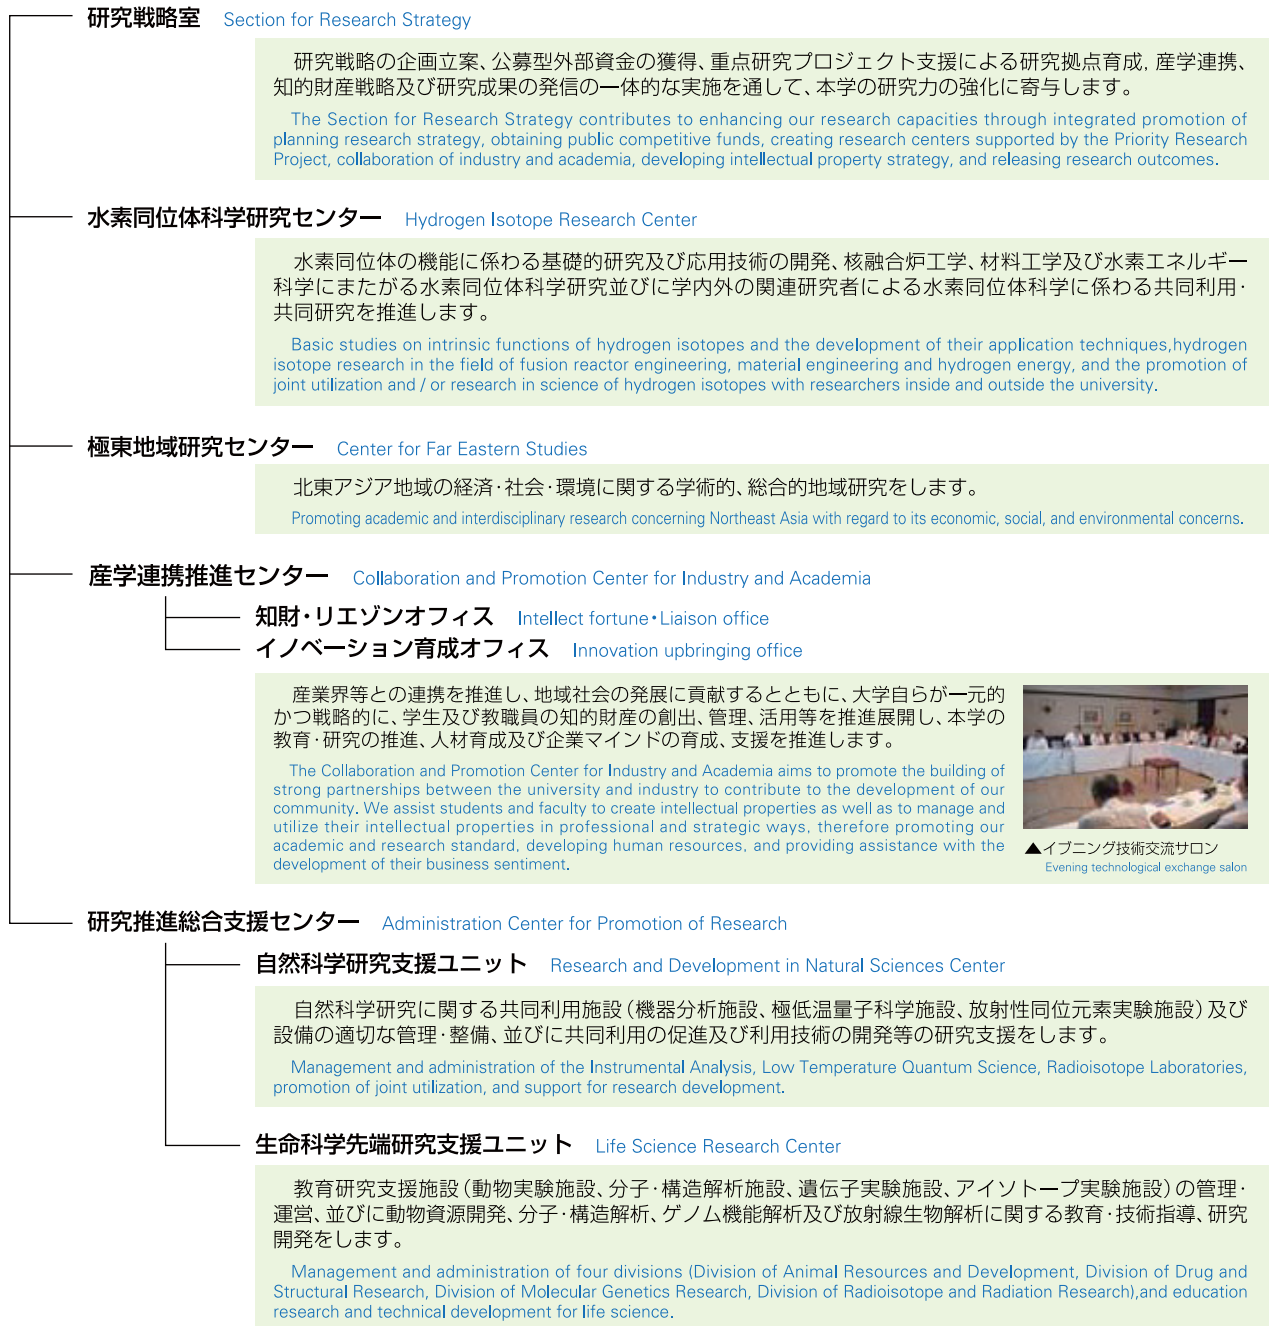 研究戦略室 Section for Research Strategy
研究戦略の企画立案、公募型外部資金の獲得、重点研究プロジェクト支援による研究拠点育成, 産学連携、
知的財産戦略及び研究成果の発信の一体的な実施を通して、本学の研究力の強化に寄与します。
The Section for Research Strategy contributes to enhancing our research capacities through integrated promotion of
planning research strategy, obtaining public competitive funds, creating research centers supported by the Priority Research
Project, collaboration of industry and academia, developing intellectual property strategy, and releasing research outcomes.
水素同位体科学研究センター Hydrogen Isotope Research Center
水素同位体の機能に係わる基礎的研究及び応用技術の開発、核融合炉工学、材料工学及び水素エネルギー
科学にまたがる水素同位体科学研究並びに学内外の関連研究者による水素同位体科学に係わる共同利用・
共同研究を推進します。
Basic studies on intrinsic functions of hydrogen isotopes and the development of their application techniques,hydrogen
isotope research in the field of fusion reactor engineering, material engineering and hydrogen energy, and the promotion of
joint utilization and / or research in science of hydrogen isotopes with researchers inside and outside the university.
極東地域研究センター Center for Far Eastern Studies
北東アジア地域の経済・社会・環境に関する学術的、総合的地域研究をします。
Promoting academic and interdisciplinary research concerning Northeast Asia with regard to its economic, social, and environmental concerns.
産学連携推進センター Collaboration and Promotion Center for Industry and Academia
知財・リエゾンオフィス Intellect fortune・Liaison office
イノベーション育成オフィス Innovation upbringing office
産業界等との連携を推進し、地域社会の発展に貢献するとともに、大学自らが一元的
かつ戦略的に、学生及び教職員の知的財産の創出、管理、活用等を推進展開し、本学の
教育・研究の推進、人材育成及び企業マインドの育成、支援を推進します。
The Collaboration and Promotion Center for Industry and Academia aims to promote the building of
strong partnerships between the university and industry to contribute to the development of our
community. We assist students and faculty to create intellectual properties as well as to manage and
utilize their intellectual properties in professional and strategic ways, therefore promoting our
academic and research standard, developing human resources, and providing assistance with the
development of their business sentiment.
▲イブニング技術交流サロン
Evening technological exchange salon
研究推進総合支援センター Administration Center for Promotion of Research
自然科学研究支援ユニット Research and Development in Natural Sciences Center
自然科学研究に関する共同利用施設(機器分析施設、極低温量子科学施設、放射性同位元素実験施設)及び
設備の適切な管理・整備、並びに共同利用の促進及び利用技術の開発等の研究支援をします。
Management and administration of the Instrumental Analysis, Low Temperature Quantum Science, Radioisotope Laboratories,
promotion of joint utilization, and support for research development.
生命科学先端研究支援ユニット Life Science Research Center
教育研究支援施設(動物実験施設、分子・構造解析施設、遺伝子実験施設、アイソトープ実験施設)の管理・
運営、並びに動物資源開発、分子・構造解析、ゲノム機能解析及び放射線生物解析に関する教育・技術指導、研究
開発をします。
Management and administration of four divisions (Division of Animal Resources and Development, Division of Drug and
Structural Research, Division of Molecular Genetics Research, Division of Radioisotope and Radiation Research),and education
research and technical development for life science.